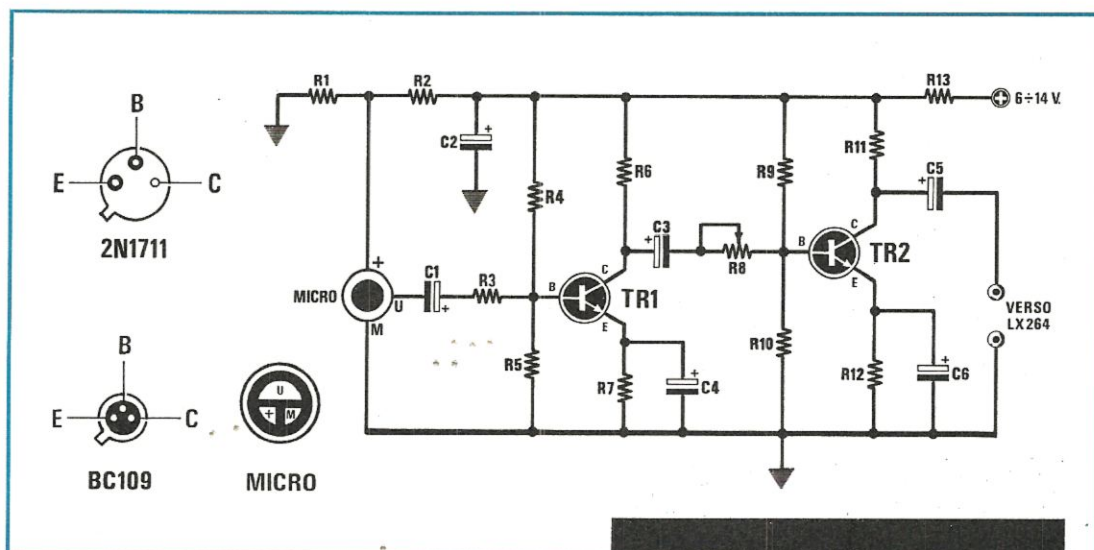 R1
R2
R13
6÷14 V.
B
E
C
2N1711
C2
+
R4
R6
R9
R11
C5
+
C3
+
R8
B
C
E
TR2
MICRO
+
U
M
C1
+
R3
B
C
E
TR1
VERSO
LX264
R5
R7
C4
+
R10
R12
C6
+
B
E
C
BC109
U
+
M
MICRO